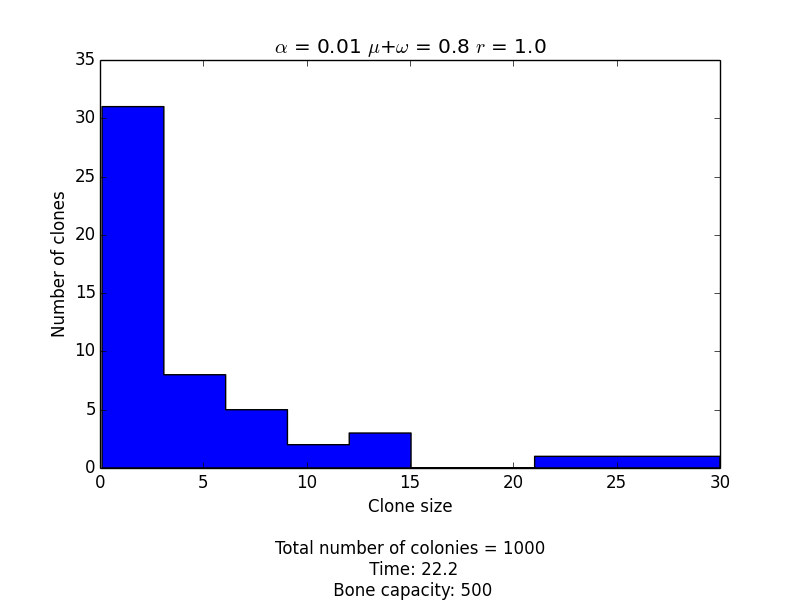 α = 0.01 μ+ω = 0.8 r = 1.0
35
30
25
20
15
10
5
0
Number of clones
0 5 10 15 20 25 30
Clone size
Total number of colonies = 1000
Time: 22.2
Bone capacity: 500